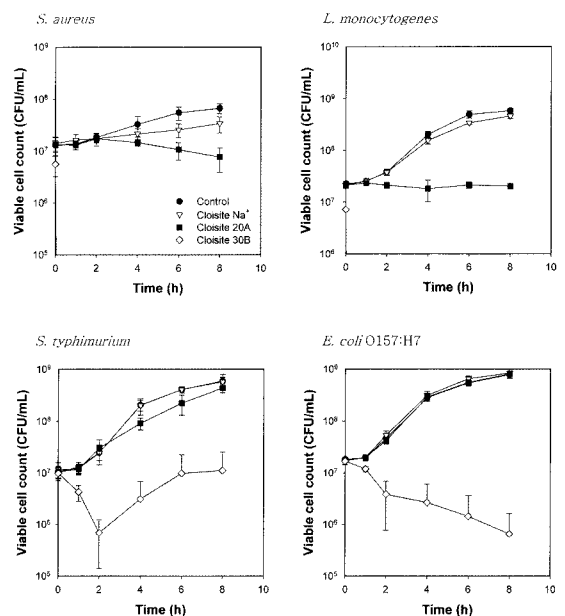 S. aureus
10⁹
10⁸
10⁷
10⁶
10⁵
Viable cell count (CFU/mL)
Control
Cloisite Na⁺
Cloisite 20A
Cloisite 30B
0 2 4 6 8 10
Time (h)
L. monocytogenes
10¹⁰
10⁹
10⁸
10⁷
10⁶
Viable cell count (CFU/mL)
0 2 4 6 8 10
Time (h)
S. typhimurium
10⁹
10⁸
10⁷
10⁶
10⁵
Viable cell count (CFU/mL)
0 2 4 6 8 10
Time (h)
E. coli O157:H7
10⁹
10⁸
10⁷
10⁶
10⁵
Viable cell count (CFU/mL)
0 2 4 6 8 10
Time (h)